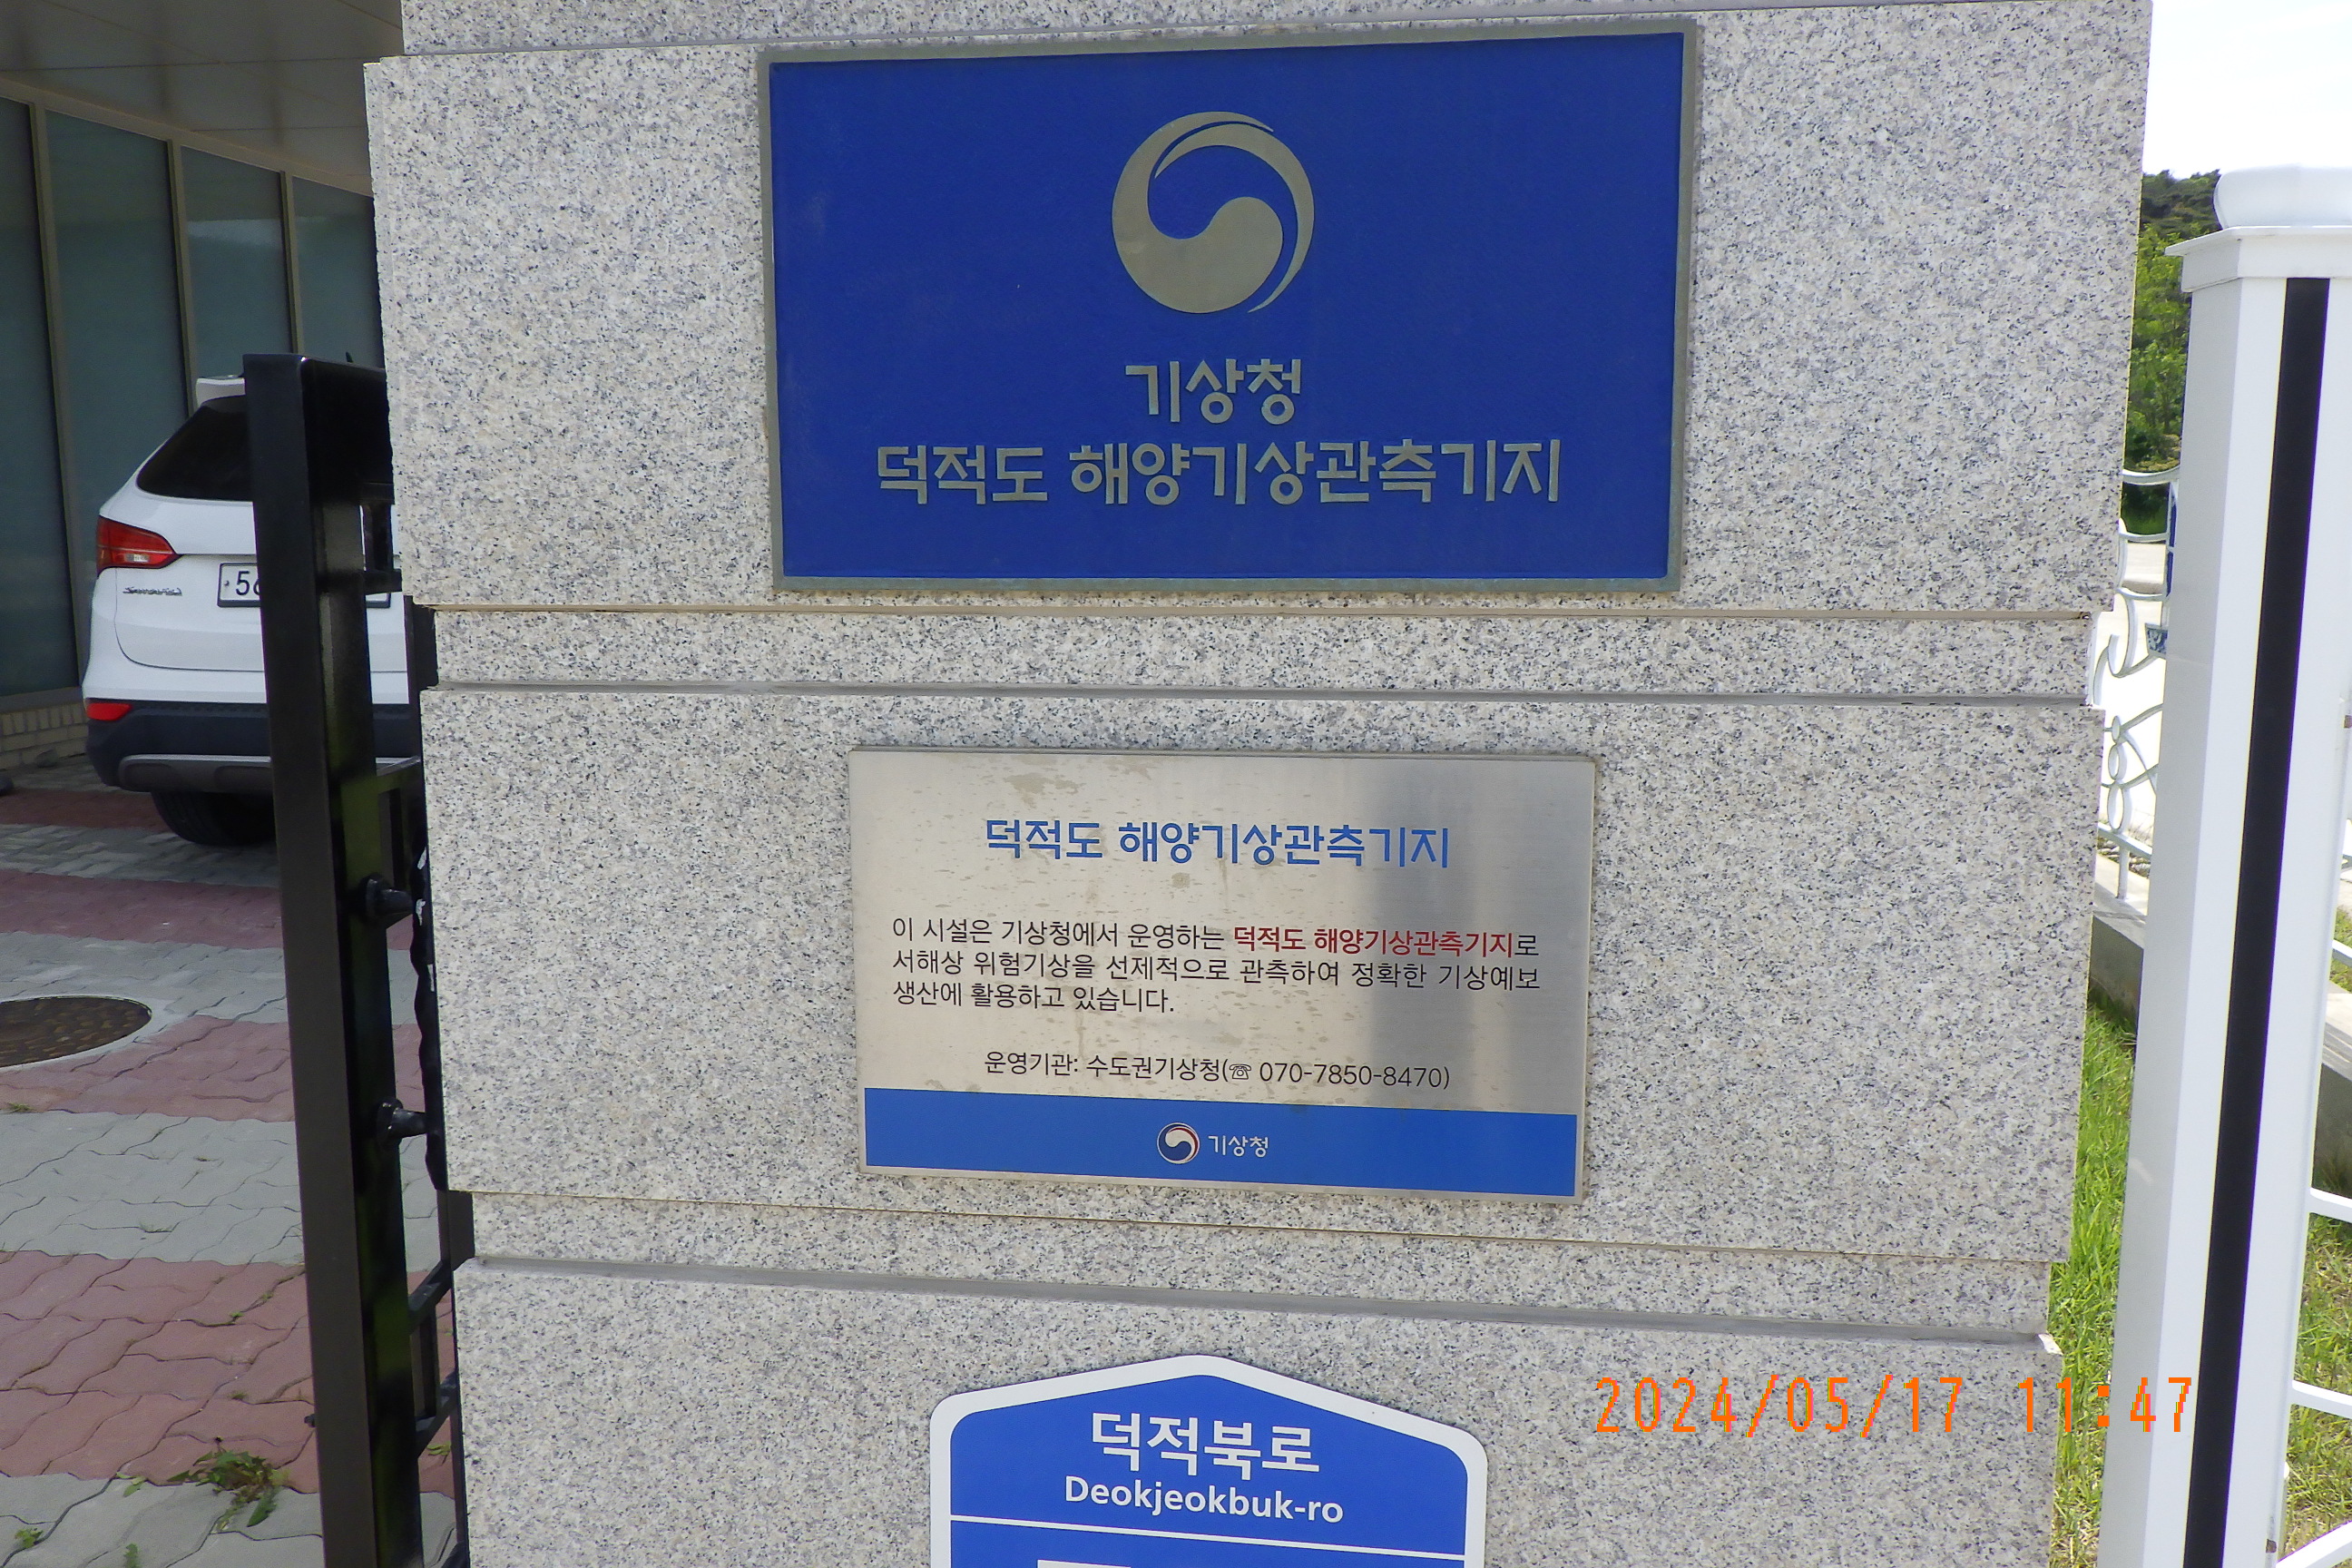 기상청
덕적도 해양기상관측기지
덕적도 해양기상관측기지
이 시설은 기상청에서 운영하는 덕적도 해양기상관측기지로
서해상 위험기상을 선제적으로 관측하여 정확한 기상예보
생산에 활용하고 있습니다.
운영기관: 수도권기상청(☎ 070-7850-8470)
기상청
덕적북로
Deokjeokbuk-ro
2024/05/17 11:47